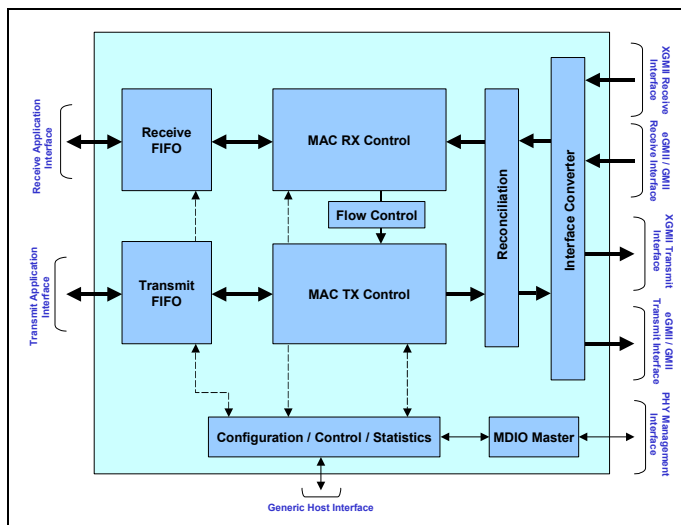 Receive Application
Interface
Receive
FIFO
MAC RX Control
Flow Control
Reconciliation
Interface Converter
XGMII Receive
Interface
eGMII / GMII
Receive Interface
Transmit Application
Interface
Transmit
FIFO
MAC TX Control
XGMII Transmit
Interface
eGMII / GMII
Transmit Interface
Configuration / Control / Statistics
MDIO Master
PHY Management
Interface
Generic Host Interface